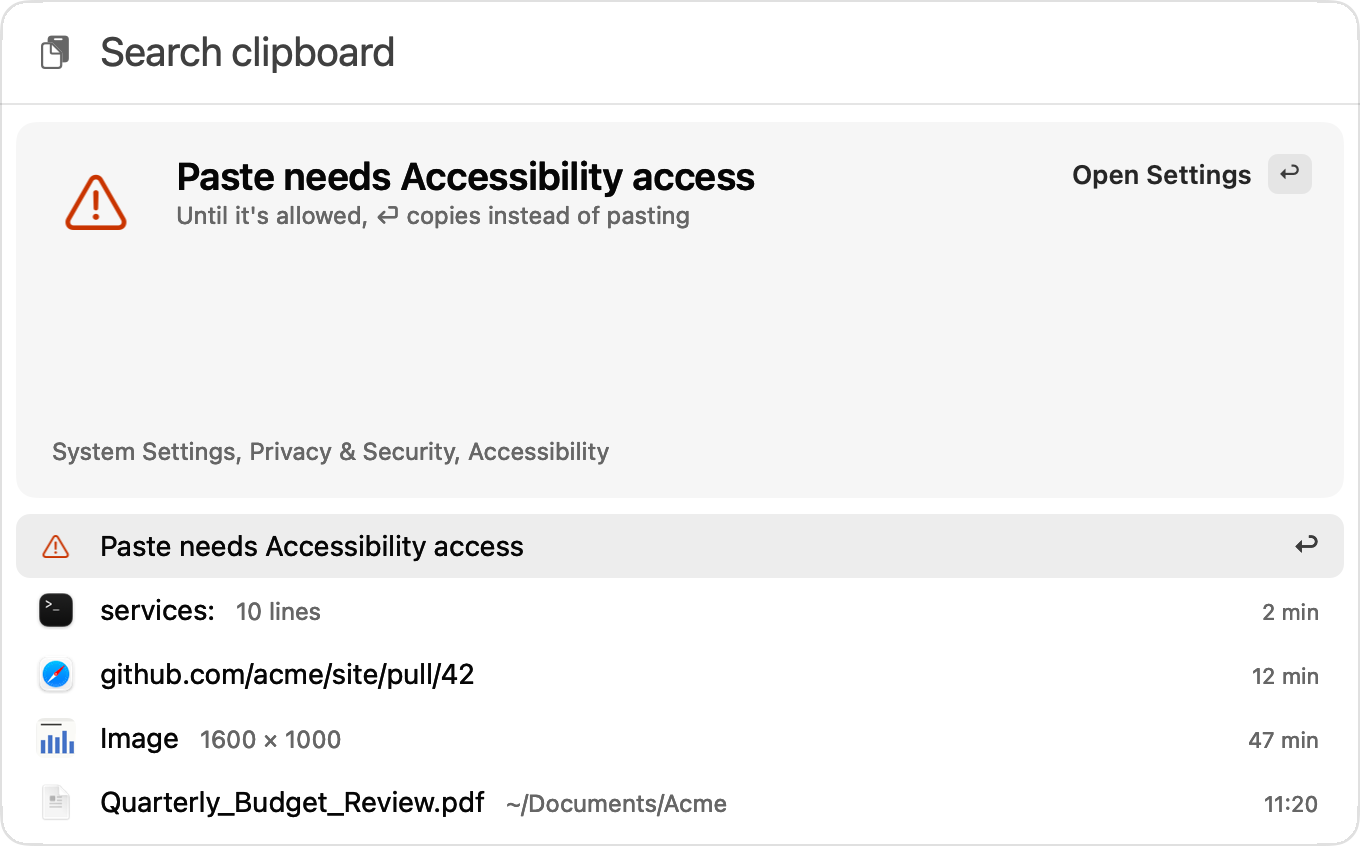 Search clipboard
Paste needs Accessibility access
Open Settings ↩
Until it's allowed, ↩ copies instead of pasting
System Settings, Privacy & Security, Accessibility
Paste needs Accessibility access ↩
services: 10 lines 2 min
github.com/acme/site/pull/42 12 min
Image 1600 × 1000 47 min
Quarterly_Budget_Review.pdf ~/Documents/Acme 11:20